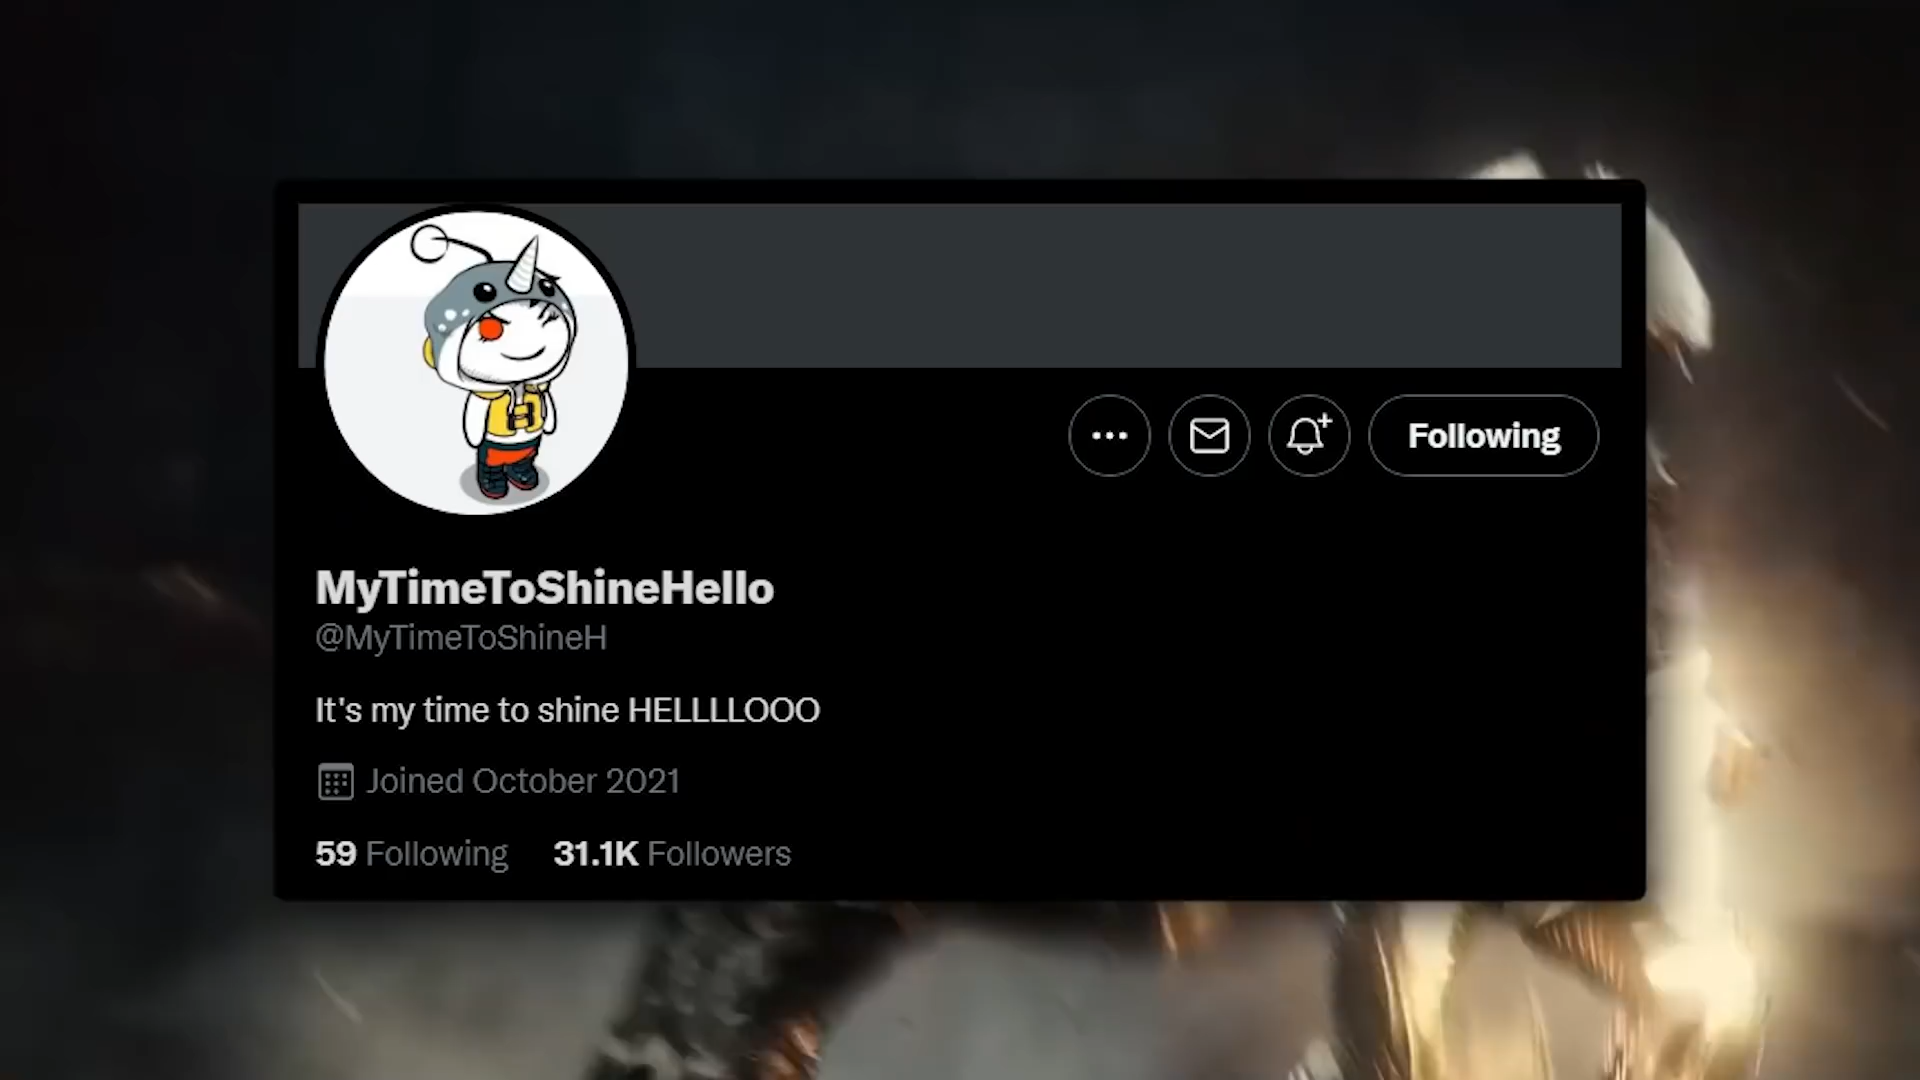 Following
MyTimeToShineHello
@MyTimeToShineH
It's my time to shine HELLLLOOO
Joined October 2021
59 Following 31.1K Followers